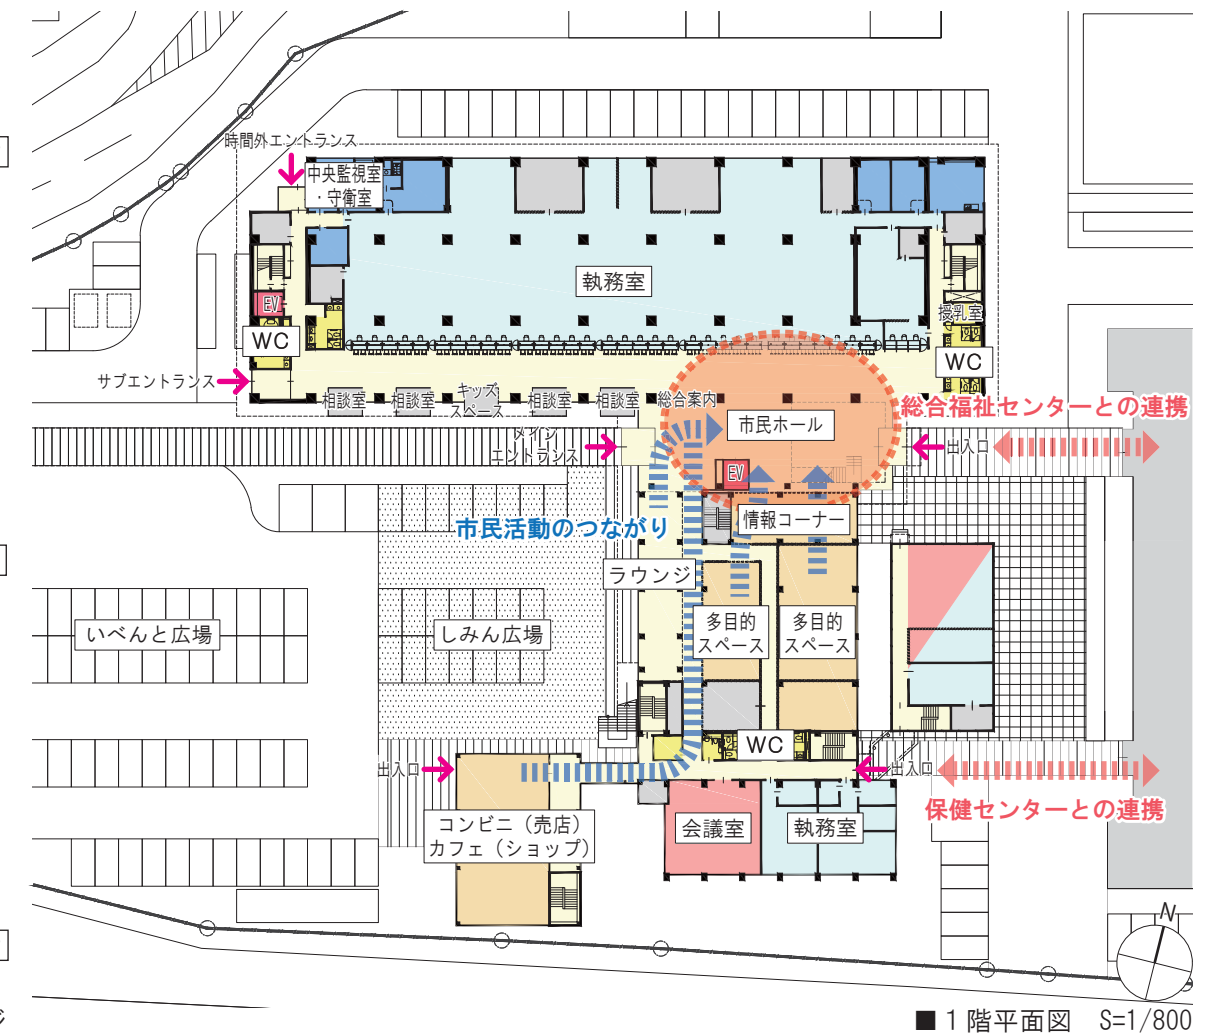 時間外エントランス
中央監視室
・守衛室
執務室
EV
WC
授乳室
WC
サブエントランス
相談室
相談室
キッズ
スペース
相談室
相談室
総合案内
市民ホール
総合福祉センターとの連携
メイン
エントランス
出入口
EV
市民活動のつながり
情報コーナー
ラウンジ
いべんと広場
しみん広場
多目的
スペース
多目的
スペース
WC
出入口
出入口
保健センターとの連携
コンビニ（売店）
カフェ（ショップ）
会議室
執務室
N
■１階平面図 S=1/800